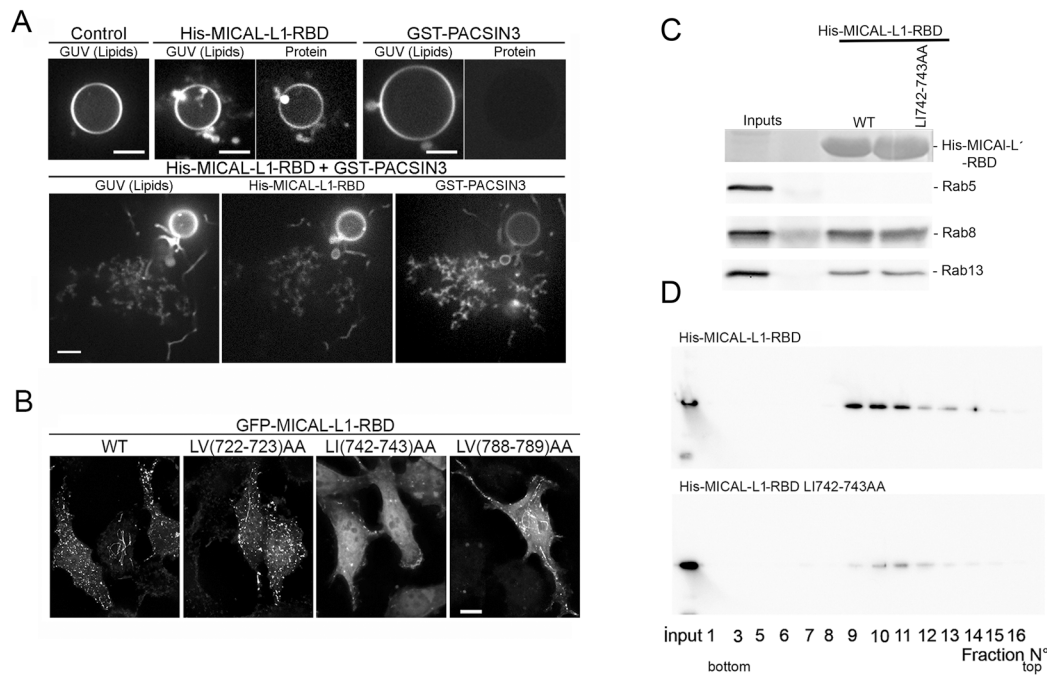 A
Control His-MICAL-L1-RBD GST-PACSIN3
GUV (Lipids) GUV (Lipids) Protein GUV (Lipids) Protein
His-MICAL-L1-RBD + GST-PACSIN3
GUV (Lipids) His-MICAL-L1-RBD GST-PACSIN3
B
GFP-MICAL-L1-RBD
WT LV(722-723)AA LI(742-743)AA LV(788-789)AA
C
His-MICAL-L1-RBD
Inputs WT LI742-743AA
- His-MICAl-L
-RBD
- Rab5
- Rab8
- Rab13
D
His-MICAL-L1-RBD
His-MICAL-L1-RBD LI742-743AA
input 1 3 5 6 7 8 9 10 11 12 13 14 15 16
Fraction N°
bottom top